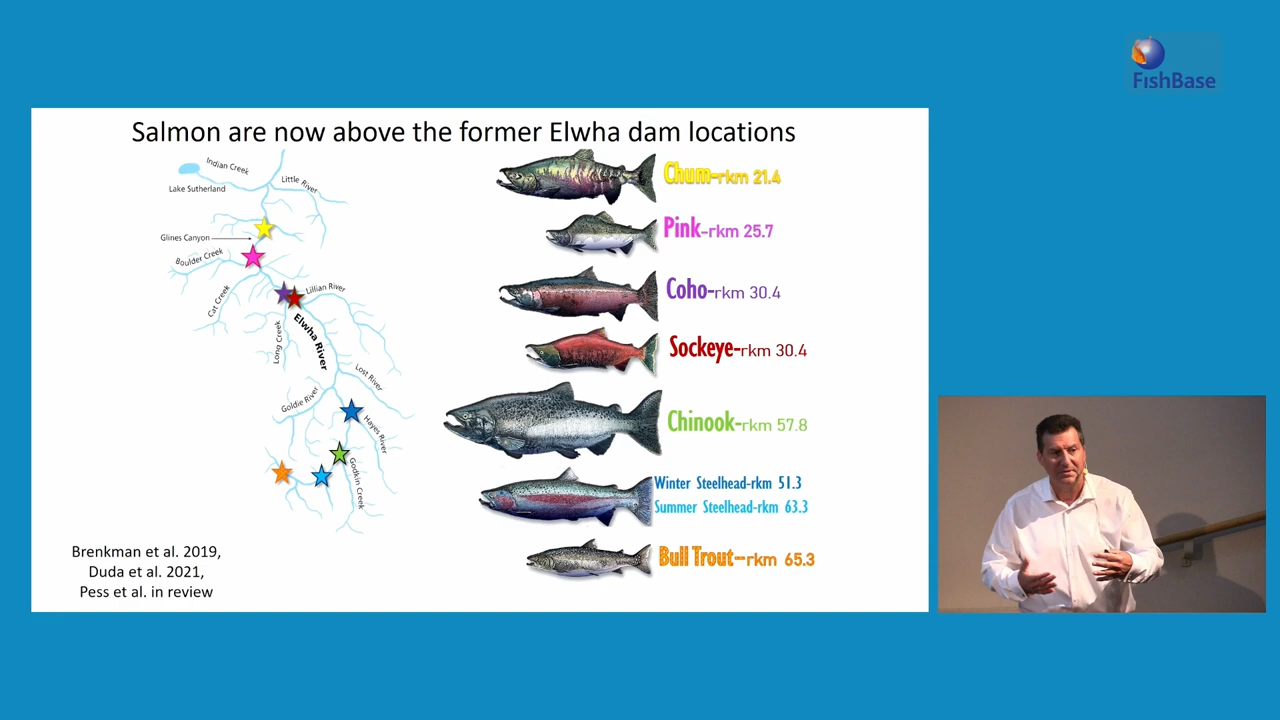 FishBase
Salmon are now above the former Elwha dam locations
Indian Creek
Little River
Lake Sutherland
Glines Canyon
Boulder Creek
Cat Creek
Lillian River
Long Creek
Elwha River
Lost River
Goldie River
Hayes River
Godkin Creek
Chum-rkm 21.4
Pink-rkm 25.7
Coho-rkm 30.4
Sockeye-rkm 30.4
Chinook-rkm 57.8
Winter Steelhead-rkm 51.3
Summer Steelhead-rkm 63.3
Bull Trout-rkm 65.3
Brenkman et al. 2019,
Duda et al. 2021,
Pess et al. in review